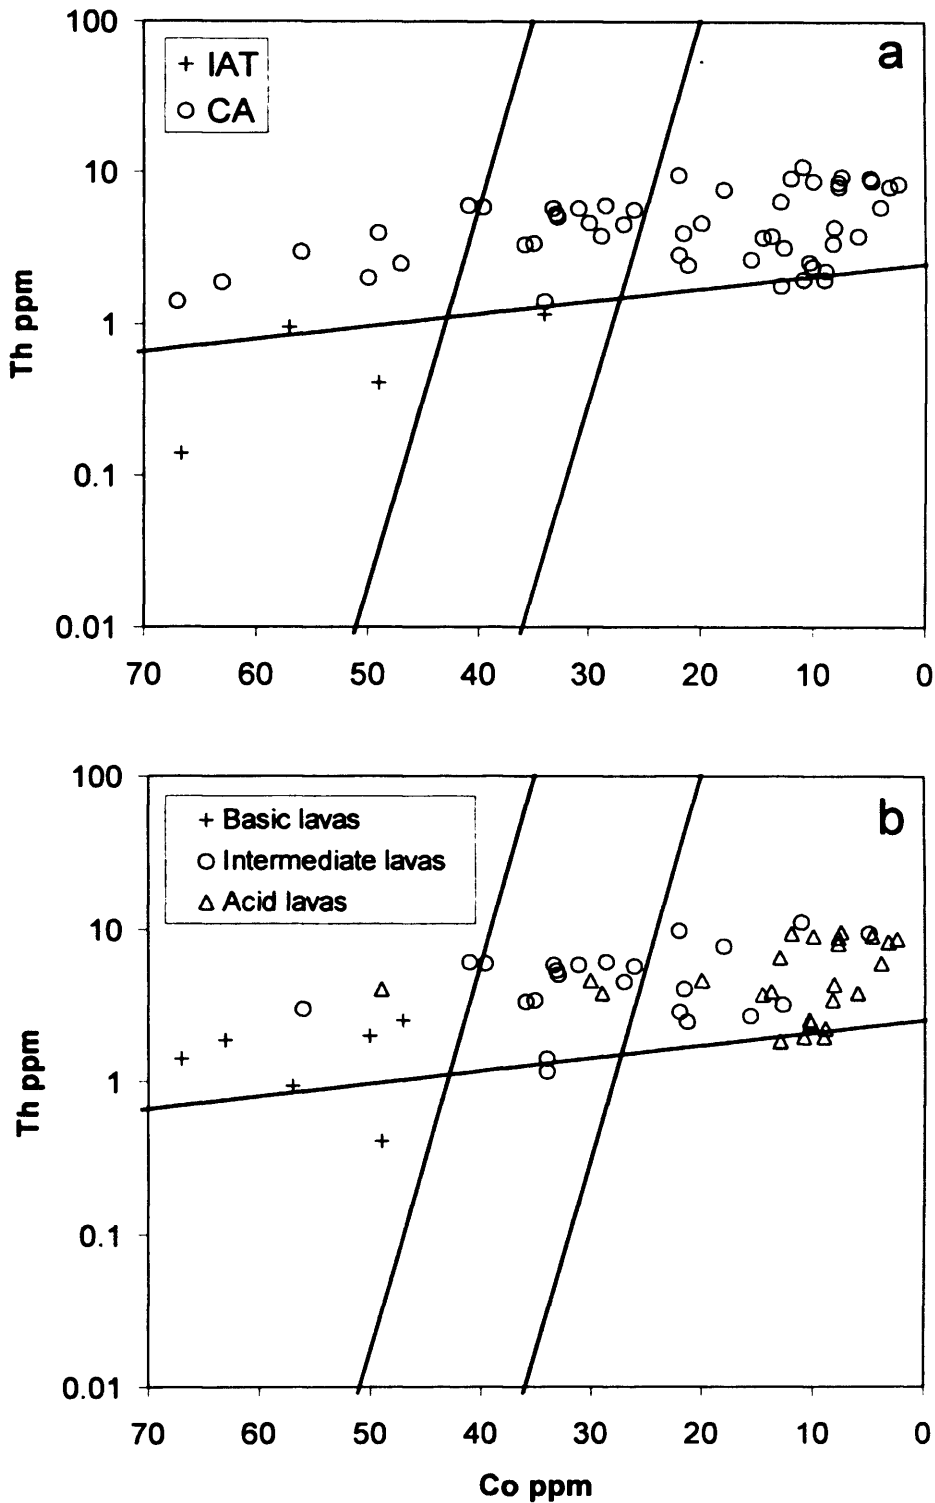 100
a
+ IAT
○ CA
10
Th ppm
1
0.1
0.01
70 60 50 40 30 20 10 0
100
b
+ Basic lavas
○ Intermediate lavas
△ Acid lavas
10
Th ppm
1
0.1
0.01
70 60 50 40 30 20 10 0
Co ppm